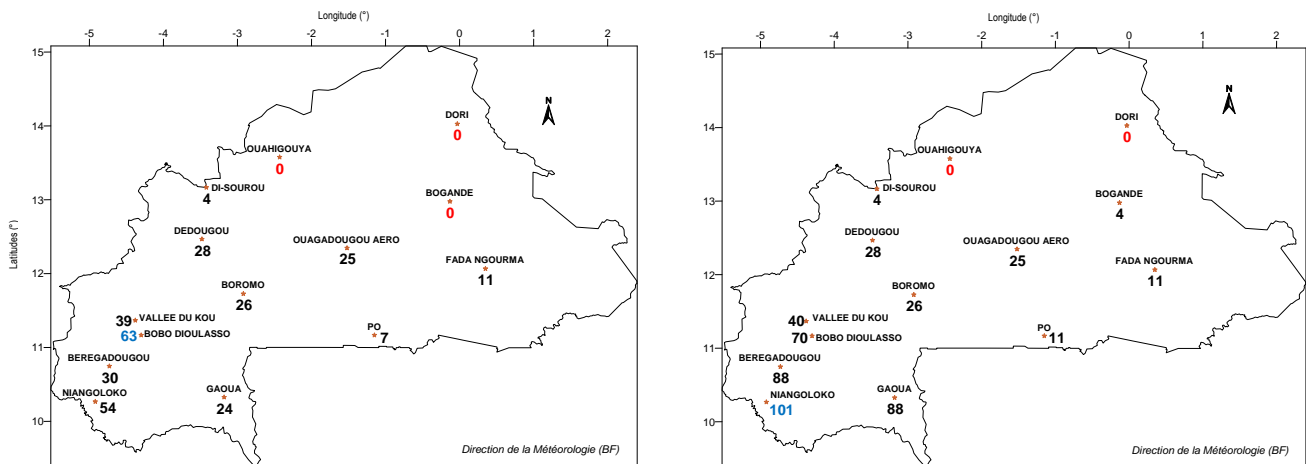 Longitude (°)
-5 -4 -3 -2 -1 0 1 2
Latitudes (°)
15
14
13
12
11
10
N
DORI
0
OUAHIGOUYA
0
DI-SOUROU
4
BOGANDE
0
DEDOUGOU
28
OUAGADOUGOU AERO
25
FADA NGOURMA
11
BOROMO
26
39 VALLEE DU KOU
63 BOBO DIOULASSO
PO
7
BEREGADOUGOU
30
NIANGOLOKO
54
GAOUA
24
Direction de la Météorologie (BF)
Longitude (°)
-5 -4 -3 -2 -1 0 1 2
15
14
13
12
11
10
N
DORI
0
OUAHIGOUYA
0
DI-SOUROU
4
BOGANDE
4
DEDOUGOU
28
OUAGADOUGOU AERO
25
FADA NGOURMA
11
BOROMO
26
40 VALLEE DU KOU
70 BOBO DIOULASSO
PO
11
BEREGADOUGOU
88
NIANGOLOKO
101
GAOUA
88
Direction de la Météorologie (BF)